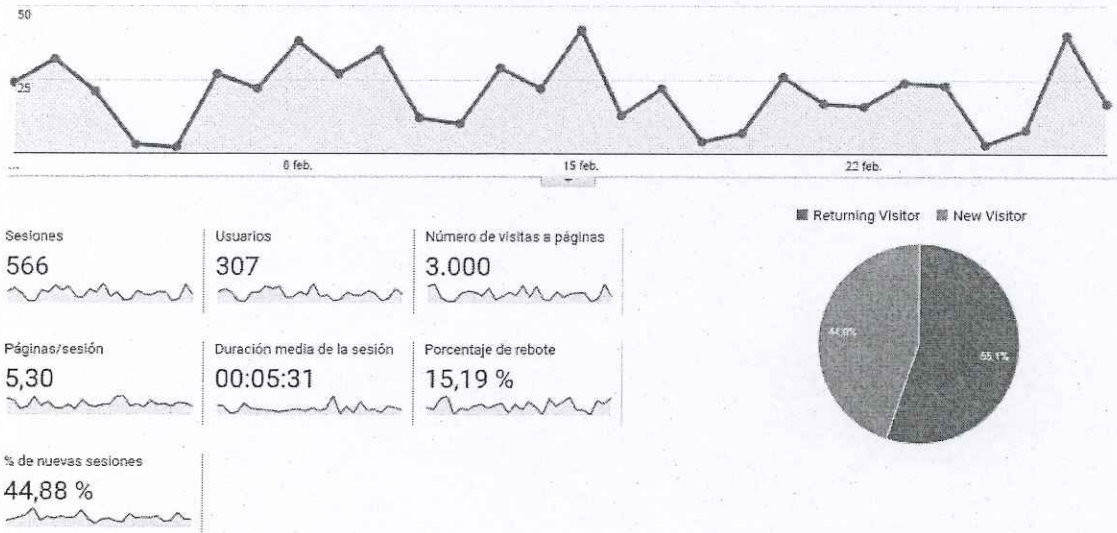 50
25
...
8 feb.
15 feb.
22 feb.
Returning Visitor New Visitor
Sesiones
566
Usuarios
307
Número de visitas a páginas
3.000
44,9%
55,1%
Páginas/sesión
5,30
Duración media de la sesión
00:05:31
Porcentaje de rebote
15,19 %
% de nuevas sesiones
44,88 %